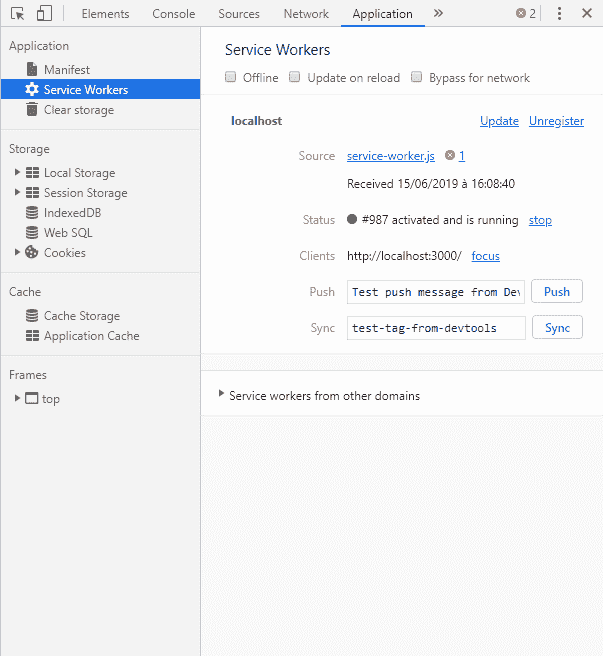 Elements Console Sources Network Application » 2
Application
Manifest
Service Workers
Clear storage
Storage
Local Storage
Session Storage
IndexedDB
Web SQL
Cookies
Cache
Cache Storage
Application Cache
Frames
top
Service Workers
Offline Update on reload Bypass for network
localhost Update Unregister
Source service-worker.js 1
Received 15/06/2019 à 16:08:40
Status #987 activated and is running stop
Clients http://localhost:3000/ focus
Push Test push message from De Push
Sync test-tag-from-devtools Sync
Service workers from other domains